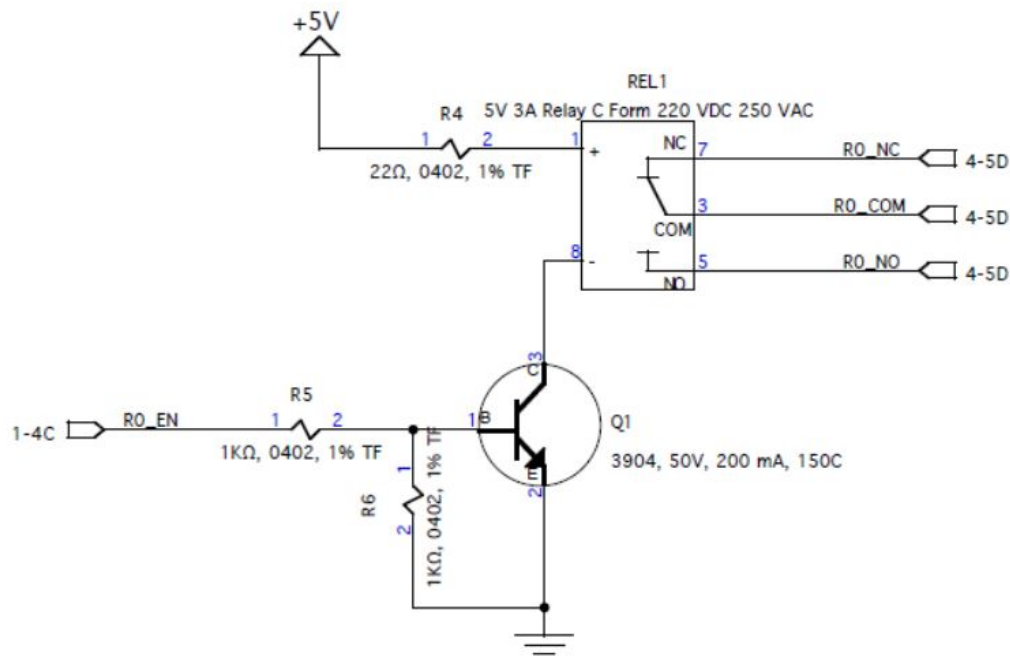 +5V
REL1
5V 3A Relay C Form 220 VDC 250 VAC
R4
1 2
22Ω, 0402, 1% TF
1
+
NC
7
R0_NC
4-5D
3
R0_COM
4-5D
COM
8
-
5
R0_NO
4-5D
NO
3
C
R5
1-4C
R0_EN
1 2
1KΩ, 0402, 1% TF
1
B
Q1
3904, 50V, 200 mA, 150C
E
2
R6
1
2
1KΩ, 0402, 1% TF